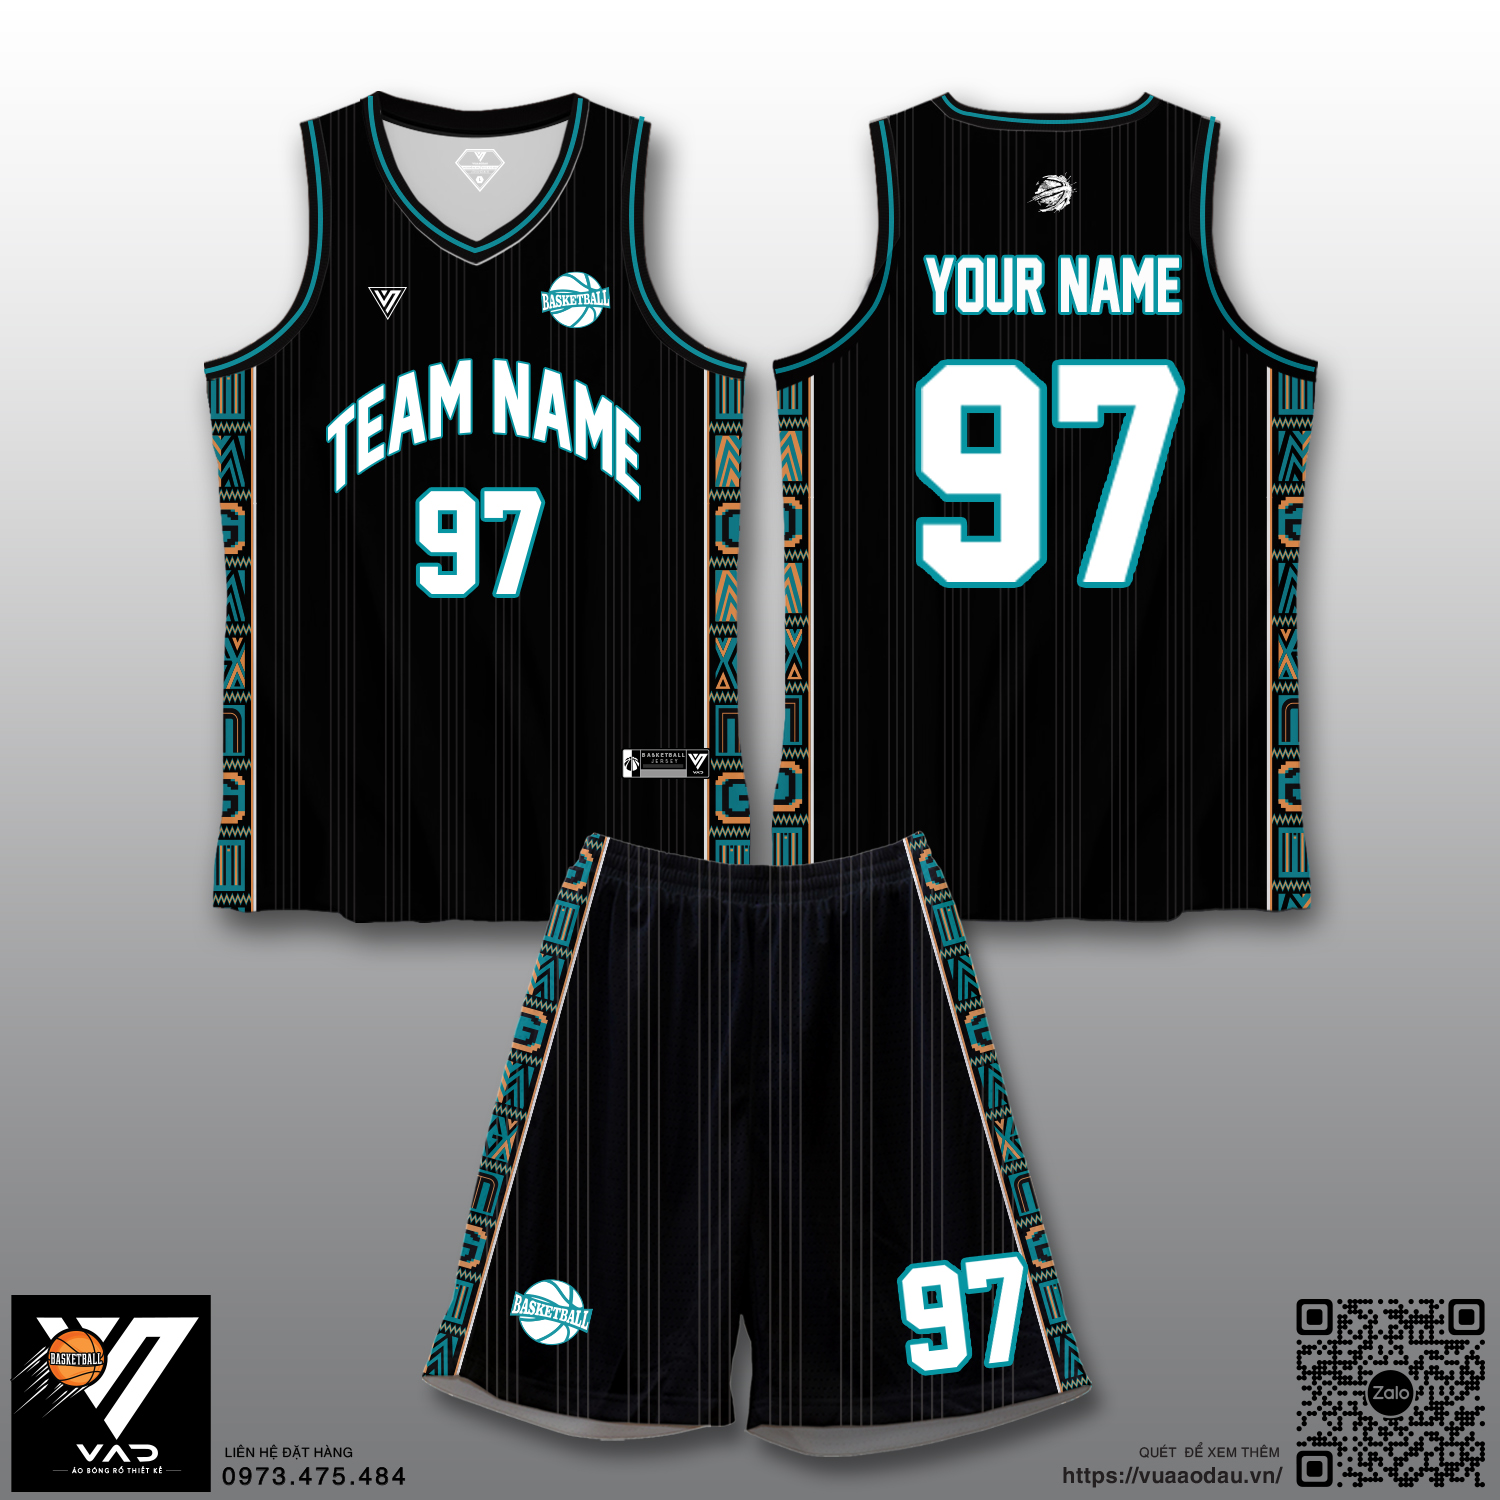 BASKETBALL
TEAM NAME
97
BASKETBALL
JERSEY
VAD
YOUR NAME
97
BASKETBALL
97
BASKETBALL
VAD
ÁO BÓNG RỔ THIẾT KẾ
LIÊN HỆ ĐẶT HÀNG
0973.475.484
QUÉT ĐỂ XEM THÊM
https://vuaaodau.vn/
Zalo